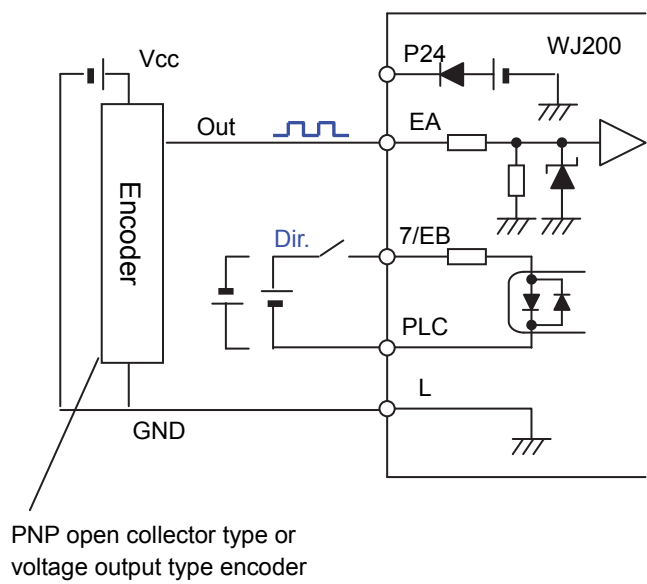 WJ200
P24
Vcc
Out
EA
Encoder
Dir.
7/EB
PLC
L
GND
PNP open collector type or
voltage output type encoder